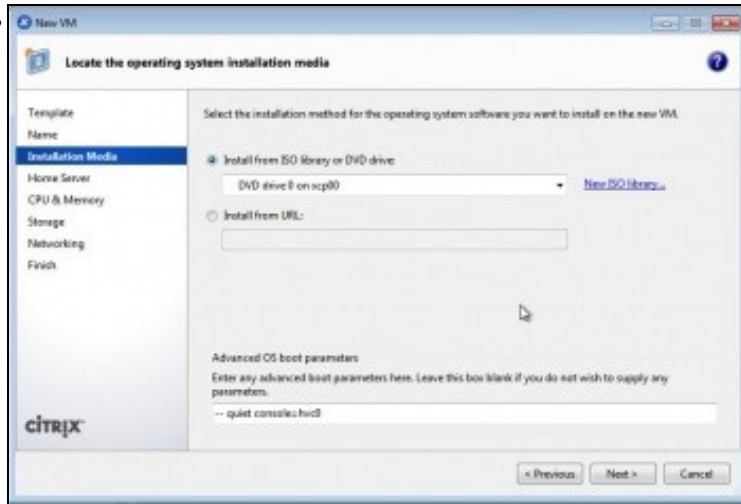 New VM
Locate the operating system installation media
Template
Name
Installation Media
Home Server
CPU & Memory
Storage
Networking
Finish
Select the installation method for the operating system software you want to install on the new VM.
Install from ISO library or DVD drive:
DVD drive 0 on
New ISO library...
Install from URL:
Advanced OS boot parameters
Enter any advanced boot parameters here. Leave this box blank if you do not wish to supply any
parameters.
-- quiet console=hvc0
CİTRIX
< Previous
Next >
Cancel